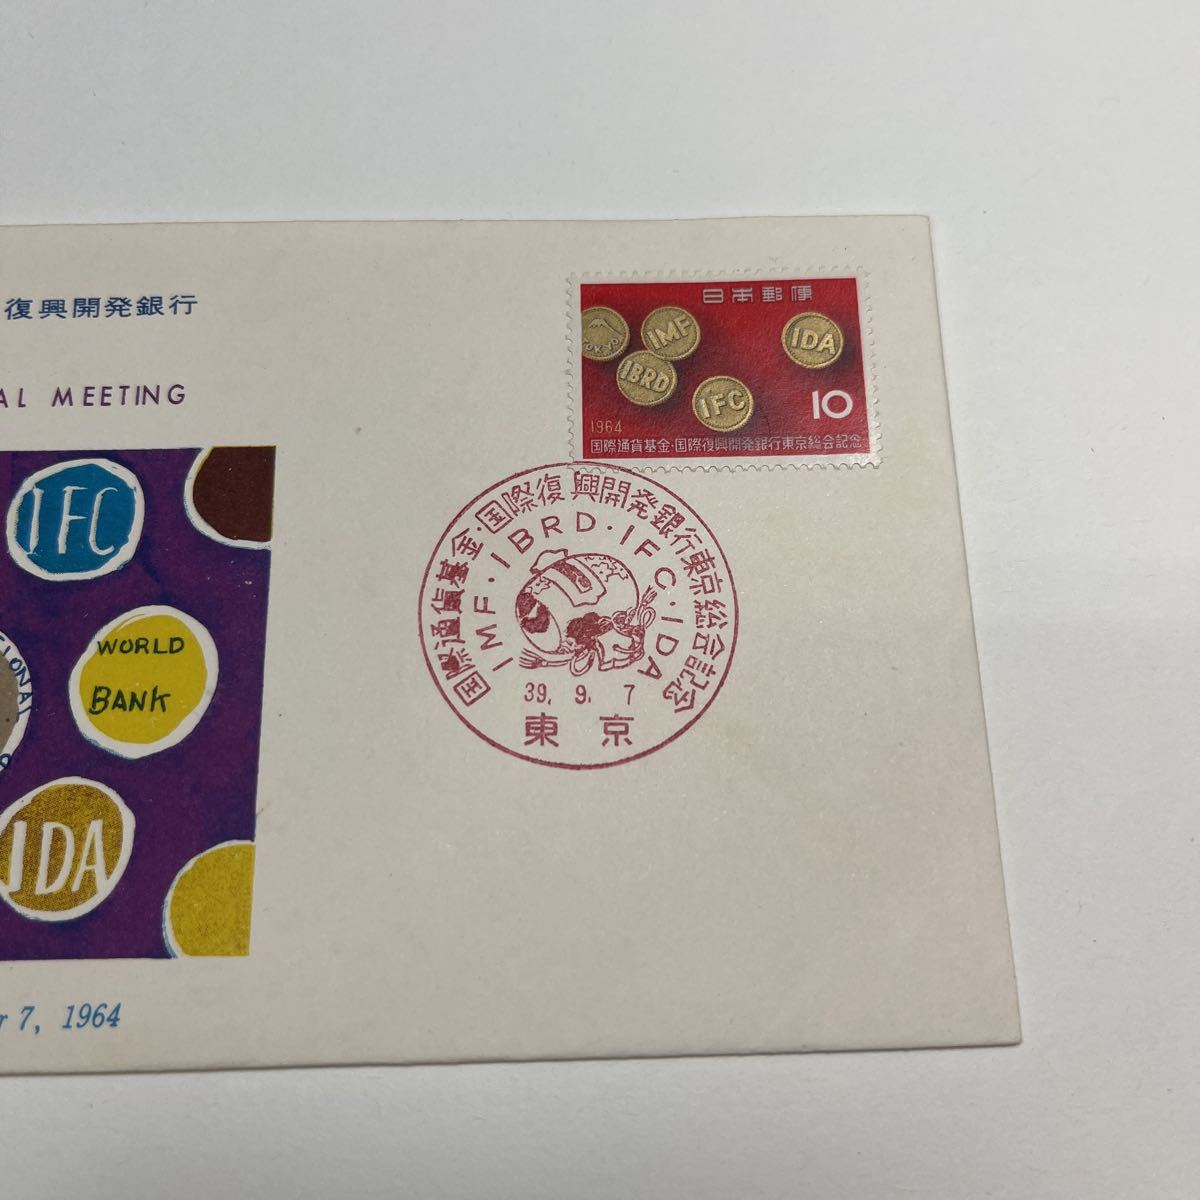 復興開発銀行
AL MEETING
IFC
WORLD
BANK
IDA
r 7, 1964
日本郵便
TOKYO
IMF
IBRD
IFC
IDA
10
1964
国際通貨基金・国際復興開発銀行東京総会記念
国際通貨基金・国際復興開発銀行東京総会記念
IMF・IBRD・IFC・IDA
39. 9. 7
東京